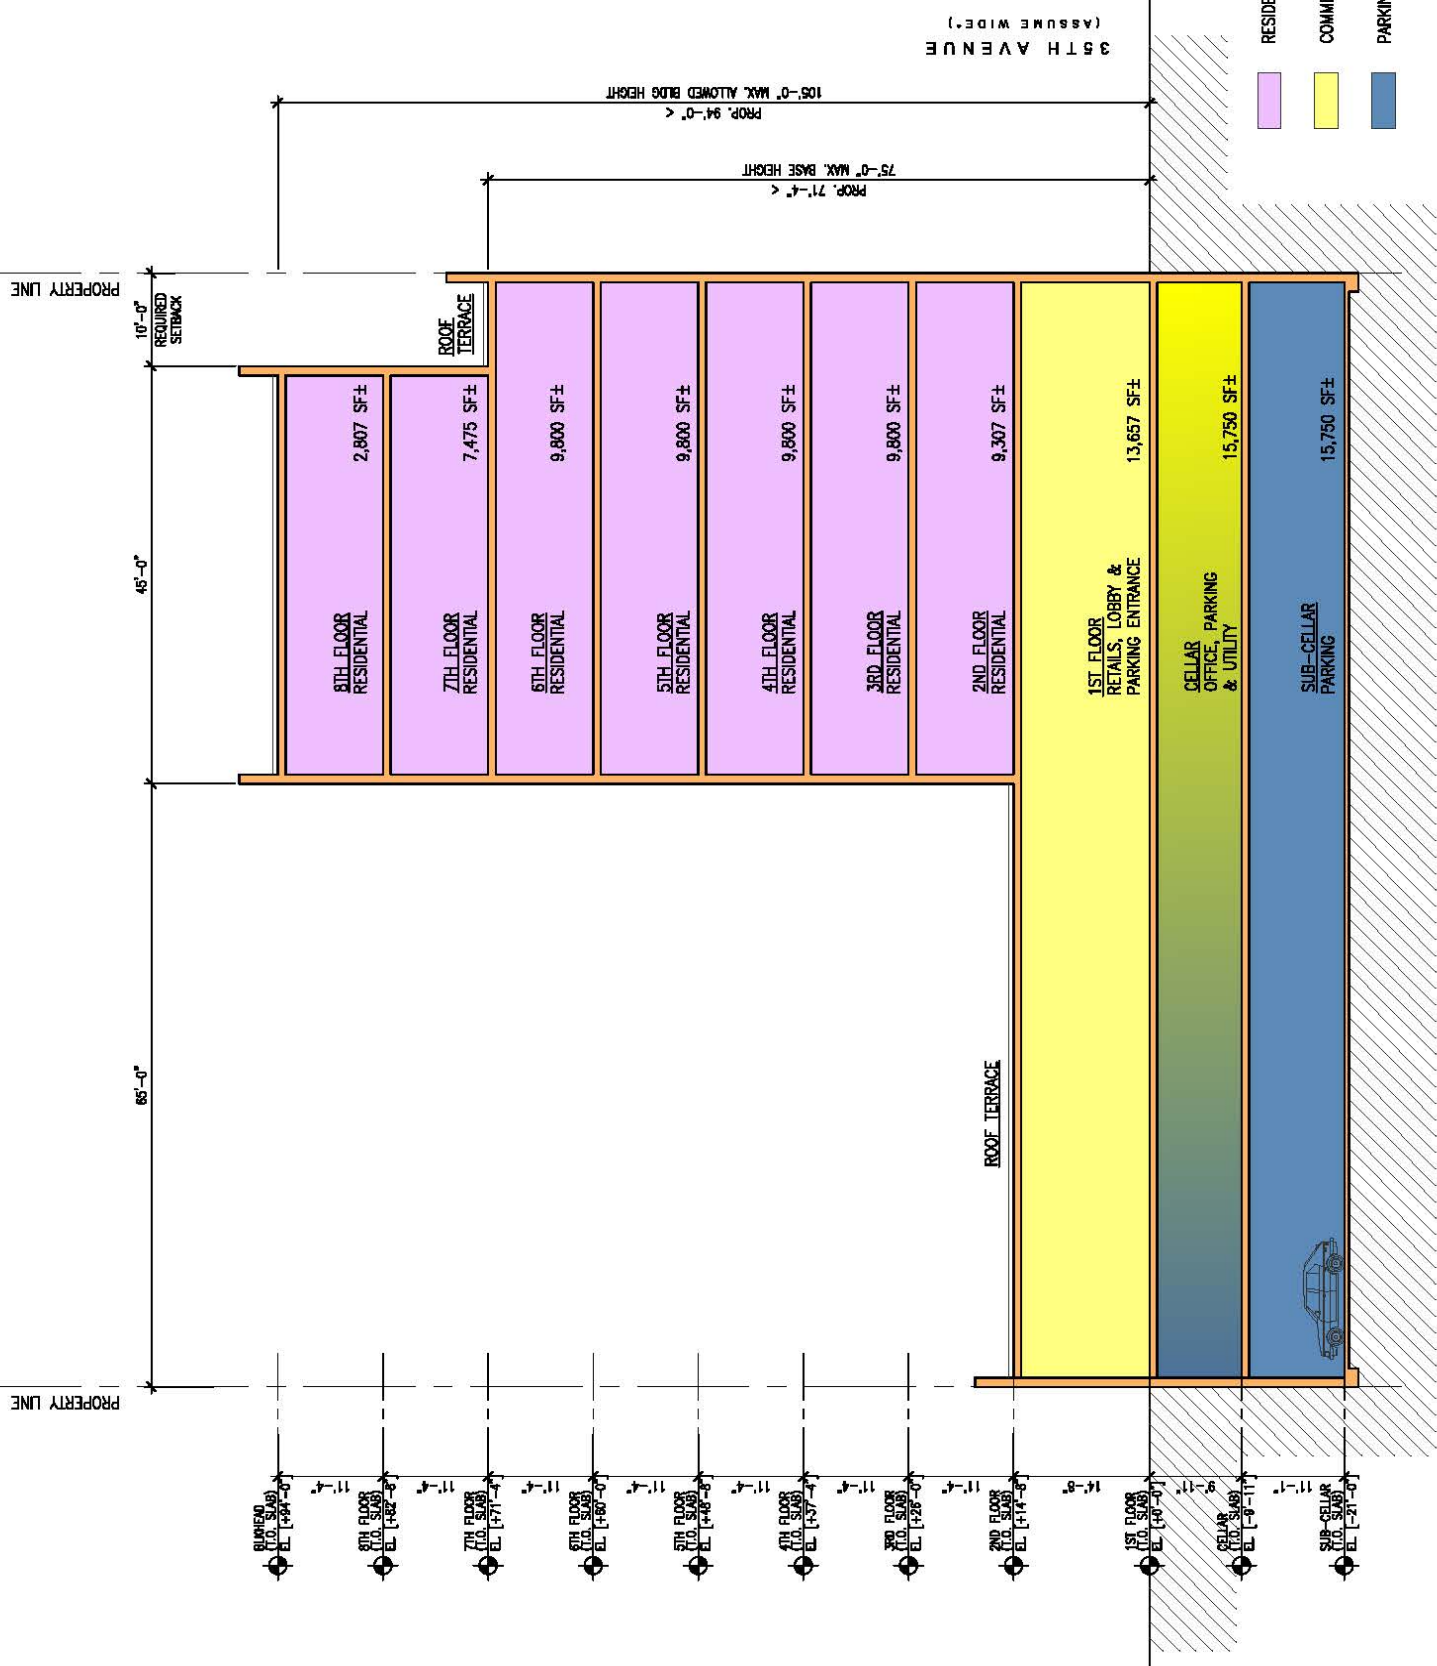 35TH AVENUE
(ASSUME WIDE*)
RESIDE
COMME
PARKIN
105'-0" MAX. ALLOWED BLDG HEIGHT
PROP. 94'-0" <
75'-0" MAX. BASE HEIGHT
PROP. 71'-4" <
PROPERTY LINE
10'-0"
REQUIRED
SETBACK
45'-0"
65'-0"
PROPERTY LINE
ROOF
TERRACE
8TH FLOOR
RESIDENTIAL
2,807 SF±
7TH FLOOR
RESIDENTIAL
7,475 SF±
6TH FLOOR
RESIDENTIAL
9,800 SF±
5TH FLOOR
RESIDENTIAL
9,800 SF±
4TH FLOOR
RESIDENTIAL
9,800 SF±
3RD FLOOR
RESIDENTIAL
9,800 SF±
2ND FLOOR
RESIDENTIAL
9,307 SF±
ROOF TERRACE
1ST FLOOR
RETAILS, LOBBY &
PARKING ENTRANCE
13,657 SF±
CELLAR
OFFICE, PARKING
& UTILITY
15,750 SF±
SUB-CELLAR
PARKING
15,750 SF±
BUKHEAD
(T.O. SLAB)
EL. [+94'-0"]
11'-4"
8TH FLOOR
(T.O. SLAB)
EL. [+82'-8"]
11'-4"
7TH FLOOR
(T.O. SLAB)
EL. [+71'-4"]
11'-4"
6TH FLOOR
(T.O. SLAB)
EL. [+60'-0"]
11'-4"
5TH FLOOR
(T.O. SLAB)
EL. [+48'-8"]
11'-4"
4TH FLOOR
(T.O. SLAB)
EL. [+37'-4"]
11'-4"
3RD FLOOR
(T.O. SLAB)
EL. [+26'-0"]
11'-4"
2ND FLOOR
(T.O. SLAB)
EL. [+14'-8"]
14'-8"
1ST FLOOR
(T.O. SLAB)
EL. [+0'-0"]
9'-11"
CELLAR
(T.O. SLAB)
EL. [-9'-11"]
11'-1"
SUB-CELLAR
(T.O. SLAB)
EL. [-21'-0"]